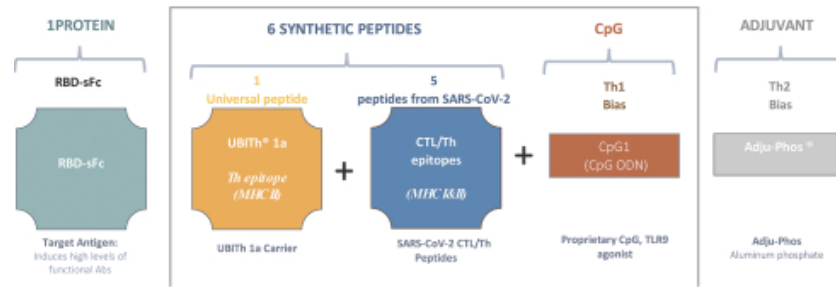 1PROTEIN
RBD-sFc
RBD-sFc
Target Antigen:
Induces high levels of
functional Abs
6 SYNTHETIC PEPTIDES
1
Universal peptide
UBITh® 1a
Th epitope
(MHC II)
UBITh 1a Carrier
+
5
peptides from SARS-CoV-2
CTL/Th
epitopes
(MHC I&II)
SARS-CoV-2 CTL/Th
Peptides
+
CpG
Th1
Bias
CpG1
(CpG ODN)
Proprietary CpG, TLR9
agonist
ADJUVANT
Th2
Bias
Adju-Phos ®
Adju-Phos
Aluminum phosphate